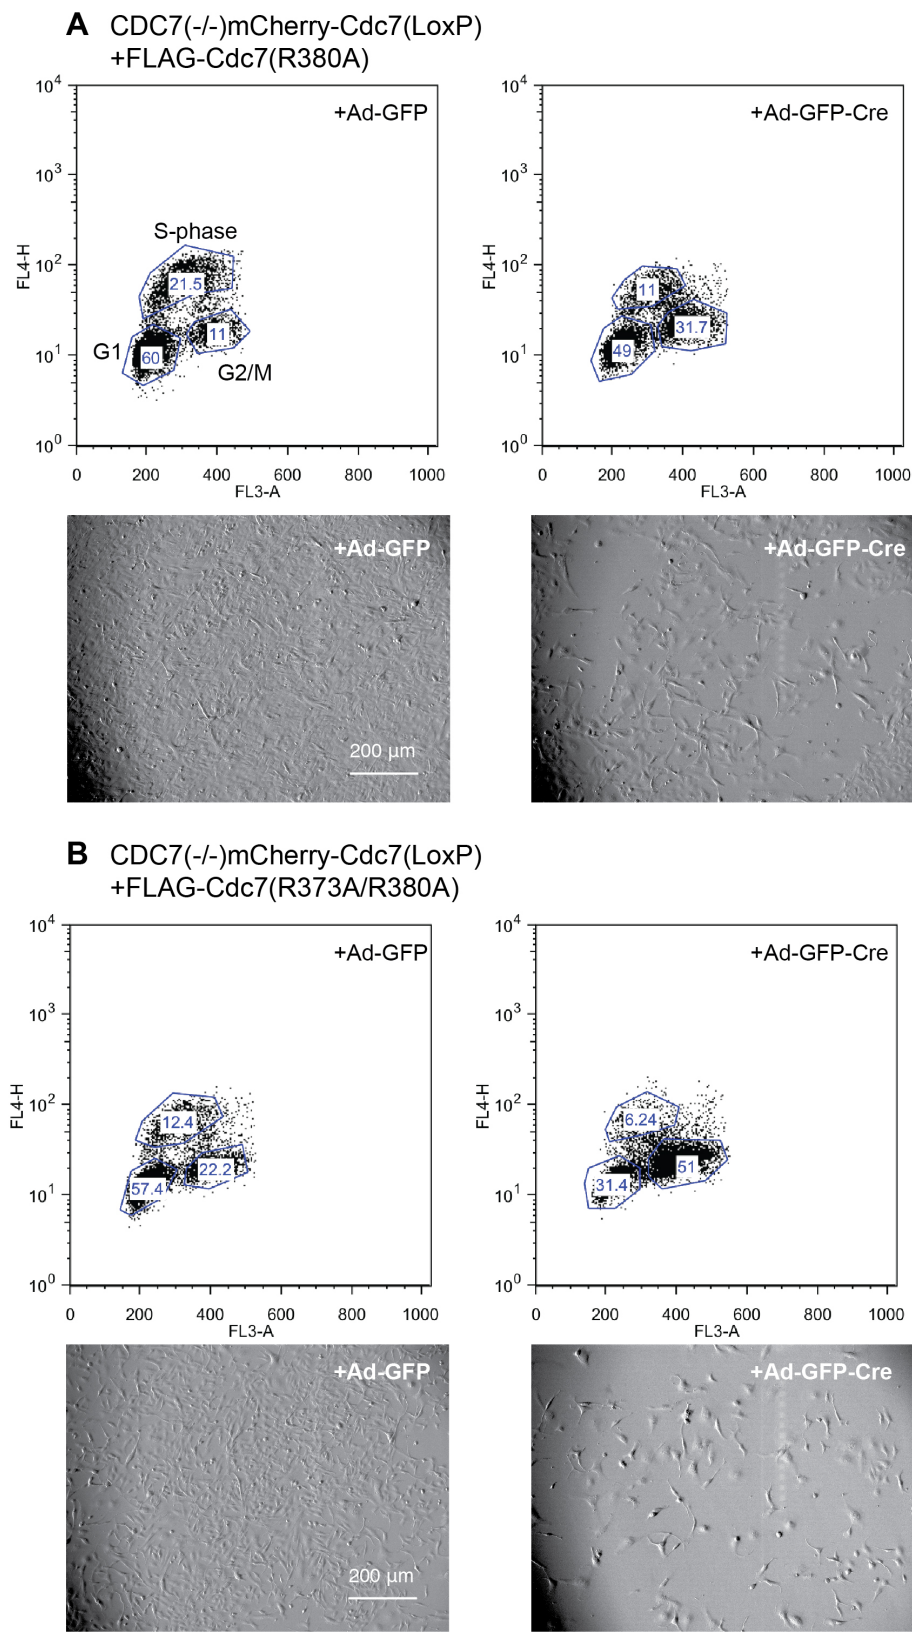 A CDC7(-/-)mCherry-Cdc7(LoxP)
+FLAG-Cdc7(R380A)
10⁴
10³
10²
10¹
10⁰
FL4-H
+Ad-GFP
S-phase
21.5
G1
60
11
G2/M
0 200 400 600 800 1000
FL3-A
10⁴
10³
10²
10¹
10⁰
FL4-H
+Ad-GFP-Cre
11
31.7
49
0 200 400 600 800 1000
FL3-A
+Ad-GFP
200 µm
+Ad-GFP-Cre
B CDC7(-/-)mCherry-Cdc7(LoxP)
+FLAG-Cdc7(R373A/R380A)
10⁴
10³
10²
10¹
10⁰
FL4-H
+Ad-GFP
12.4
22.2
57.4
0 200 400 600 800 1000
FL3-A
10⁴
10³
10²
10¹
10⁰
FL4-H
+Ad-GFP-Cre
6.24
51
31.4
0 200 400 600 800 1000
FL3-A
+Ad-GFP
200 µm
+Ad-GFP-Cre